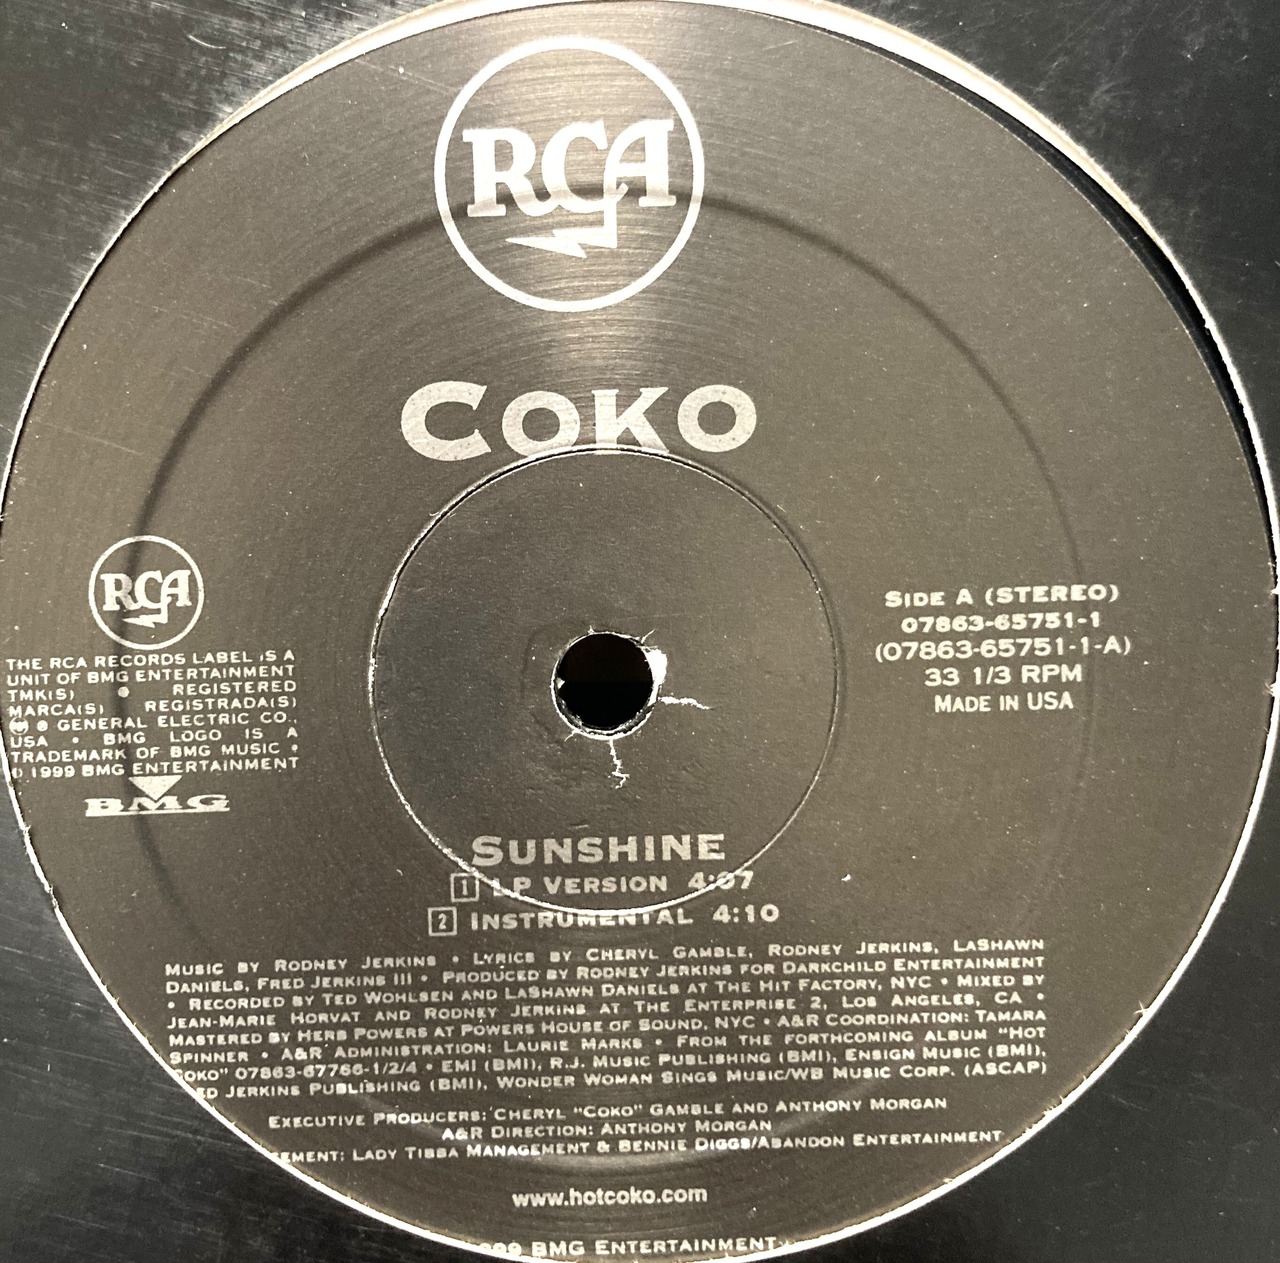 RCA
COKO
RCA
THE RCA RECORDS LABEL IS A
UNIT OF BMG ENTERTAINMENT
TMK(S) ® REGISTERED
MARCA(S) REGISTRADA(S)
® GENERAL ELECTRIC CO.,
USA • BMG LOGO IS A
TRADEMARK OF BMG MUSIC •
1999 BMG ENTERTAINMENT
BMG
SIDE A (STEREO)
07863-65751-1
(07863-65751-1-A)
33 1/3 RPM
MADE IN USA
SUNSHINE
1 LP VERSION 4:07
2 INSTRUMENTAL 4:10
MUSIC BY RODNEY JERKINS • LYRICS BY CHERYL GAMBLE, RODNEY JERKINS, LASHAWN
DANIELS, FRED JERKINS III • PRODUCED BY RODNEY JERKINS FOR DARKCHILD ENTERTAINMENT
• RECORDED BY TED WOHLSEN AND LASHAWN DANIELS AT THE HIT FACTORY, NYC • MIXED BY
JEAN-MARIE HORVAT AND RODNEY JERKINS AT THE ENTERPRISE 2, LOS ANGELES, CA •
MASTERED BY HERB POWERS AT POWERS HOUSE OF SOUND, NYC • A&R COORDINATION: TAMARA
SPINNER • A&R ADMINISTRATION: LAURIE MARKS • FROM THE FORTHCOMING ALBUM "HOT
COKO" 07863-67766-1/2/4 • EMI (BMI), R.J. MUSIC PUBLISHING (BMI), ENSIGN MUSIC (BMI),
ED JERKINS PUBLISHING (BMI), WONDER WOMAN SINGS MUSIC/WB MUSIC CORP. (ASCAP)
EXECUTIVE PRODUCERS: CHERYL "COKO" GAMBLE AND ANTHONY MORGAN
A&R DIRECTION: ANTHONY MORGAN
EMENT: LADY TIBBA MANAGEMENT & BENNIE DIGGS/ABANDON ENTERTAINMENT
www.hotcoko.com
99 BMG ENTERTAINMENT